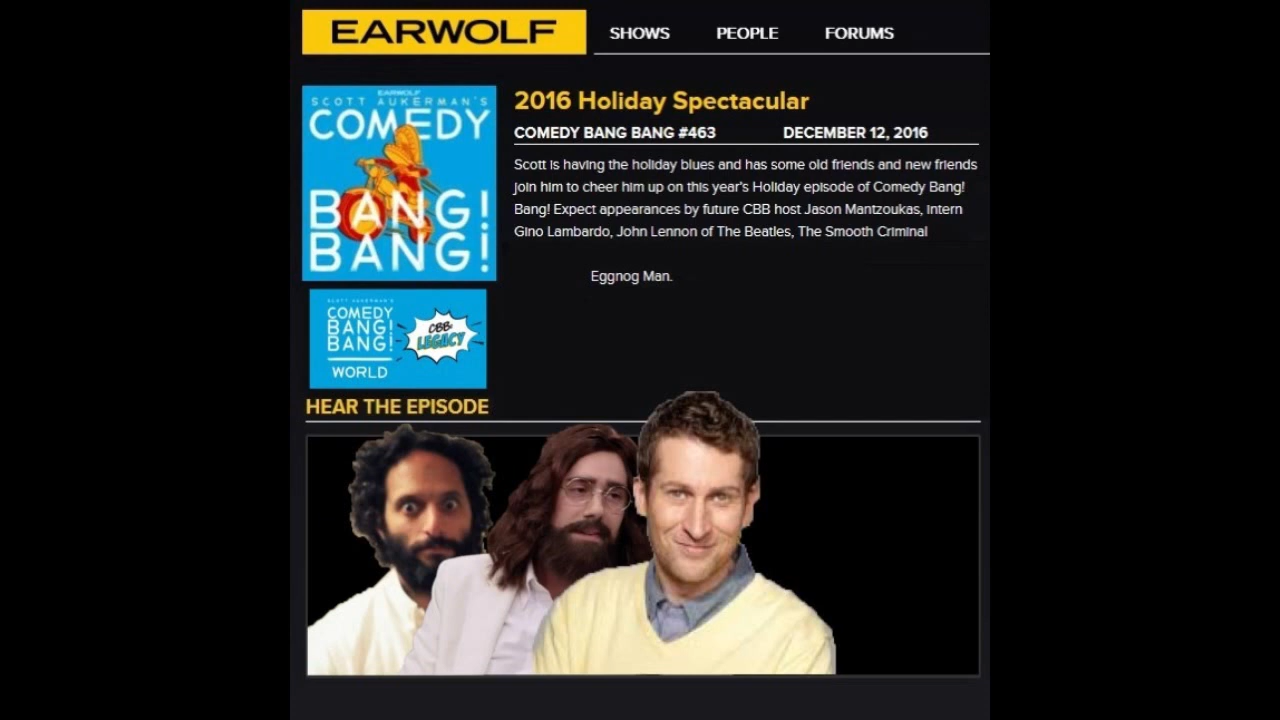 EARWOLF
SHOWS PEOPLE FORUMS
EARWOLF
SCOTT AUKERMAN'S
COMEDY
BANG!
BANG!
2016 Holiday Spectacular
COMEDY BANG BANG #463 DECEMBER 12, 2016
Scott is having the holiday blues and has some old friends and new friends
join him to cheer him up on this year's Holiday episode of Comedy Bang!
Bang! Expect appearances by future CBB host Jason Mantzoukas, intern
Gino Lambardo, John Lennon of The Beatles, The Smooth Criminal
Eggnog Man.
SCOTT AUKERMAN'S
COMEDY
BANG!
BANG!
WORLD
CBB
LEGACY
HEAR THE EPISODE